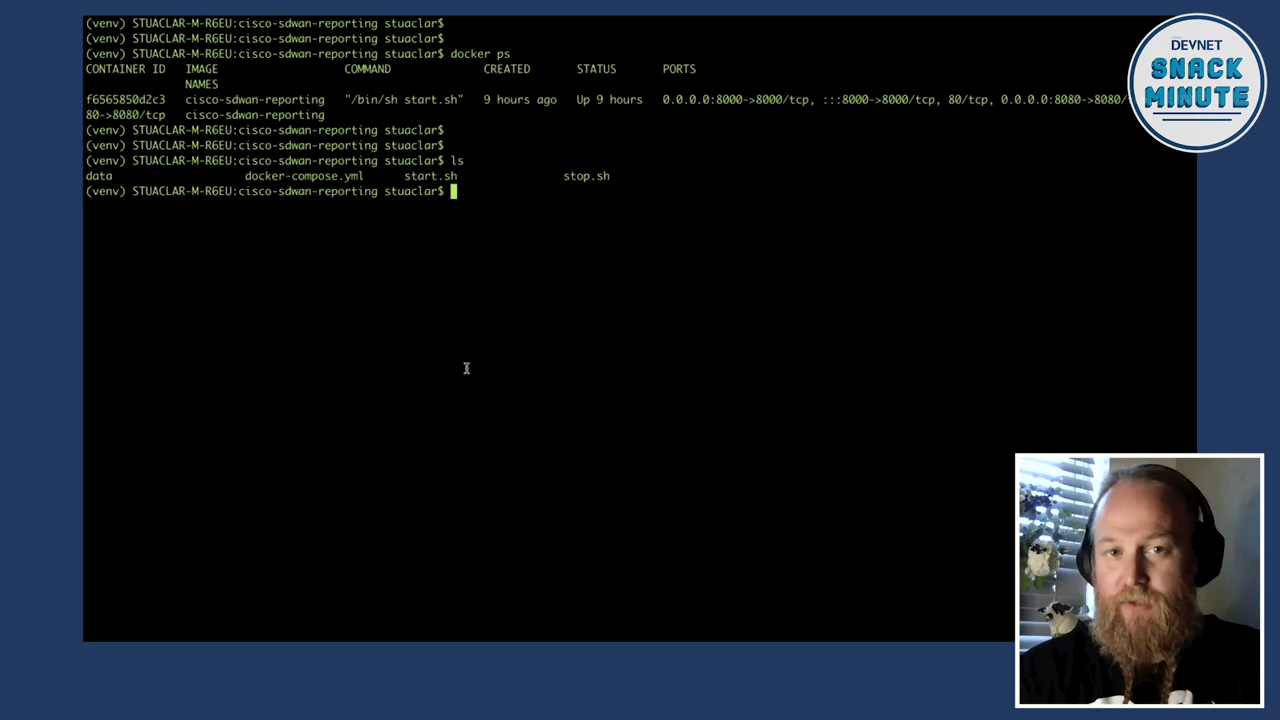 (venv) STUACLAR-M-R6EU:cisco-sdwan-reporting stuaclar$
(venv) STUACLAR-M-R6EU:cisco-sdwan-reporting stuaclar$
(venv) STUACLAR-M-R6EU:cisco-sdwan-reporting stuaclar$ docker ps
CONTAINER ID IMAGE COMMAND CREATED STATUS PORTS
NAMES
f6565850d2c3 cisco-sdwan-reporting "/bin/sh start.sh" 9 hours ago Up 9 hours 0.0.0.0:8000->8000/tcp, :::8000->8000/tcp, 80/tcp, 0.0.0.0:8080->8080/
80->8080/tcp cisco-sdwan-reporting
(venv) STUACLAR-M-R6EU:cisco-sdwan-reporting stuaclar$
(venv) STUACLAR-M-R6EU:cisco-sdwan-reporting stuaclar$
(venv) STUACLAR-M-R6EU:cisco-sdwan-reporting stuaclar$ ls
data docker-compose.yml start.sh stop.sh
(venv) STUACLAR-M-R6EU:cisco-sdwan-reporting stuaclar$
DEVNET
SNACK
MINUTE